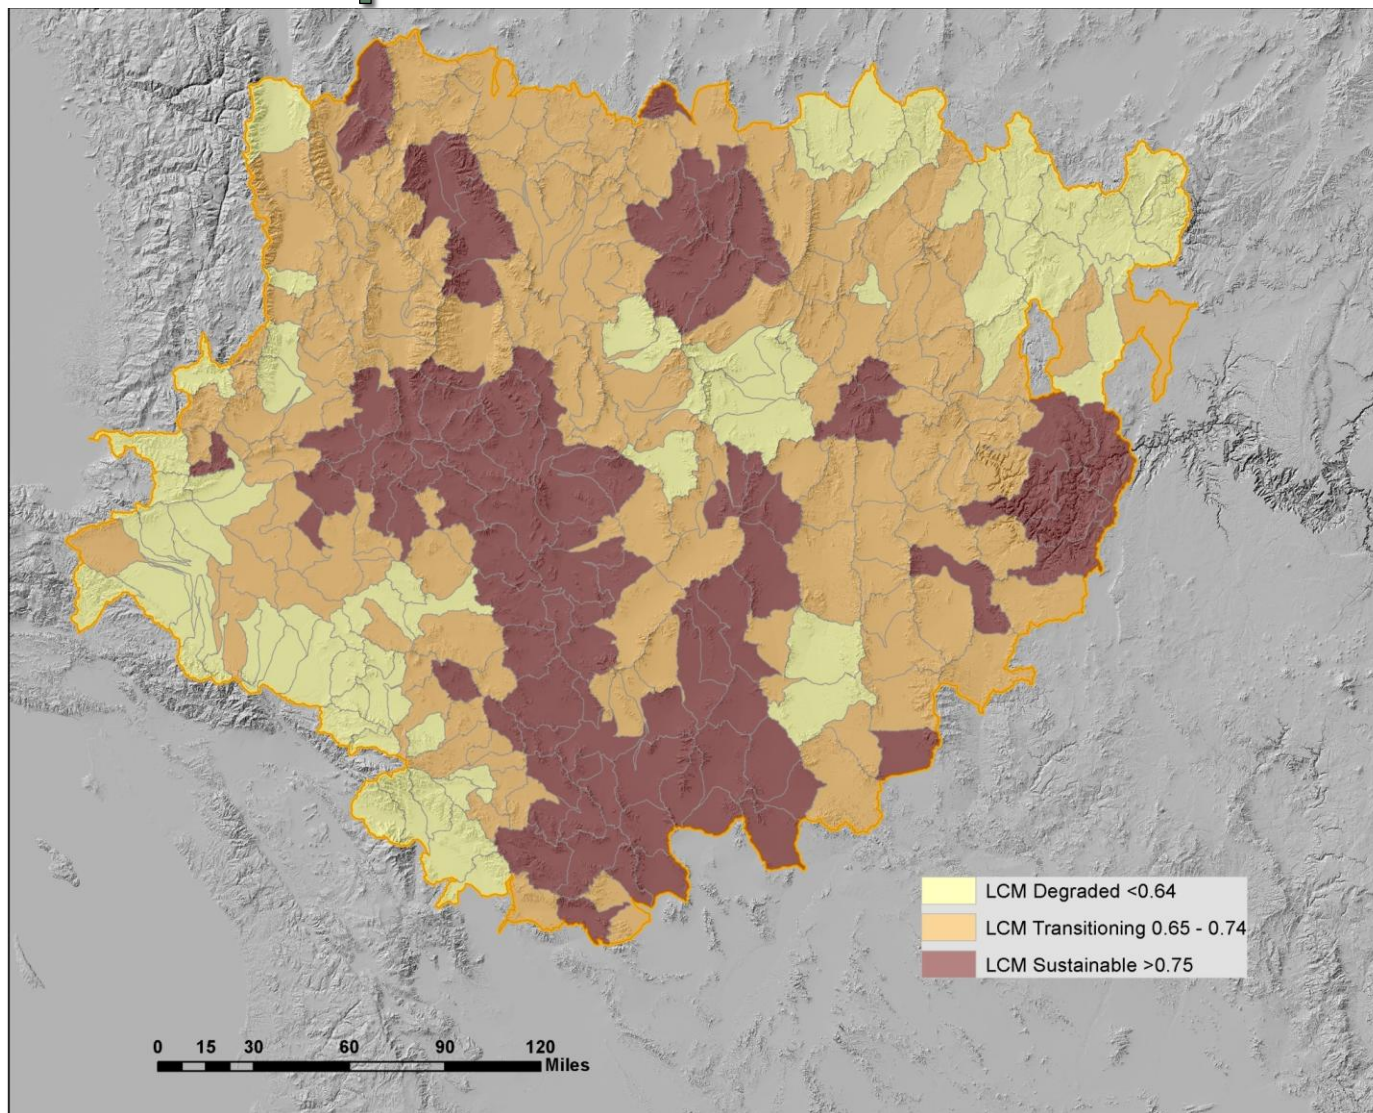 LCM Degraded <0.64
LCM Transitioning 0.65 - 0.74
LCM Sustainable >0.75
0 15 30 60 90 120
Miles